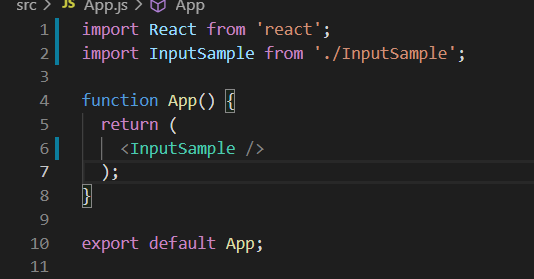 src > JS App.js > App
1 import React from 'react';
2 import InputSample from './InputSample';
3
4 function App() {
5   return (
6     <InputSample />
7   );
8 }
9
10 export default App;
11